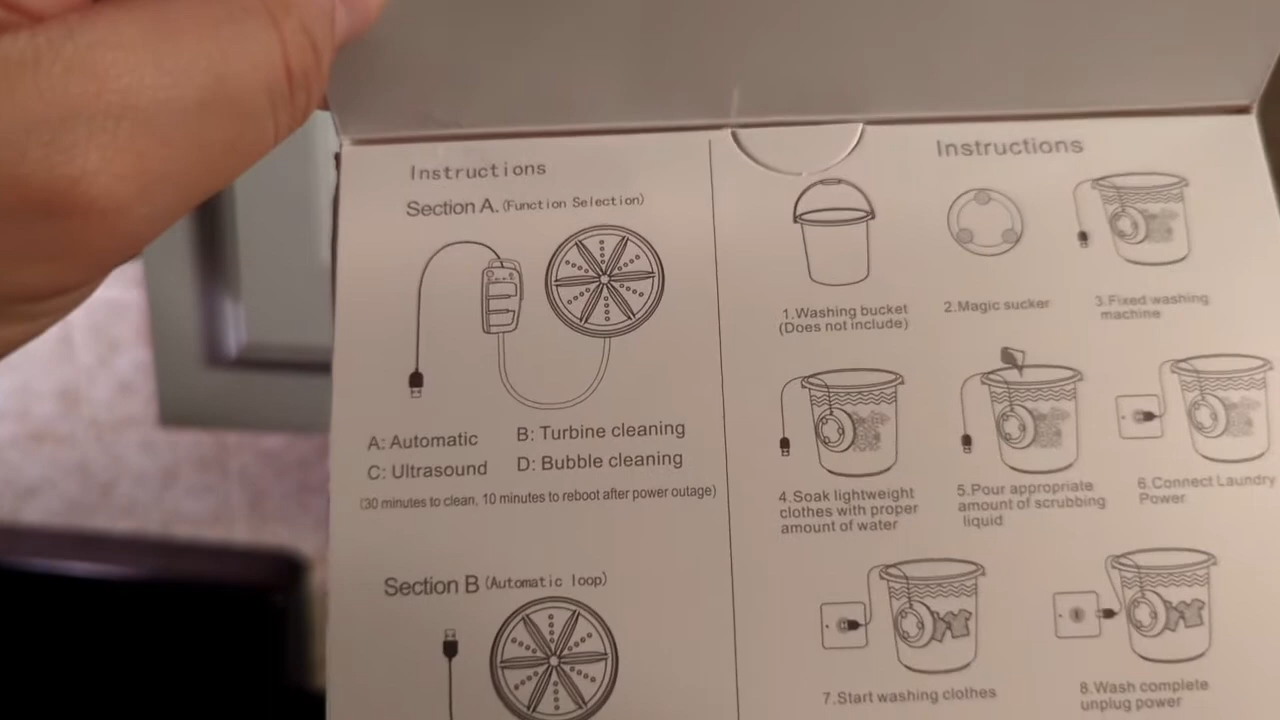 Instructions
Section A. (Function Selection)
A: Automatic
B: Turbine cleaning
C: Ultrasound
D: Bubble cleaning
(30 minutes to clean, 10 minutes to reboot after power outage)
Section B (Automatic loop)
Instructions
1.Washing bucket
(Does not include)
2.Magic sucker
3.Fixed washing
machine
4.Soak lightweight
clothes with proper
amount of water
5.Pour appropriate
amount of scrubbing
liquid
6.Connect Laundry
Power
7.Start washing clothes
8.Wash complete
unplug power